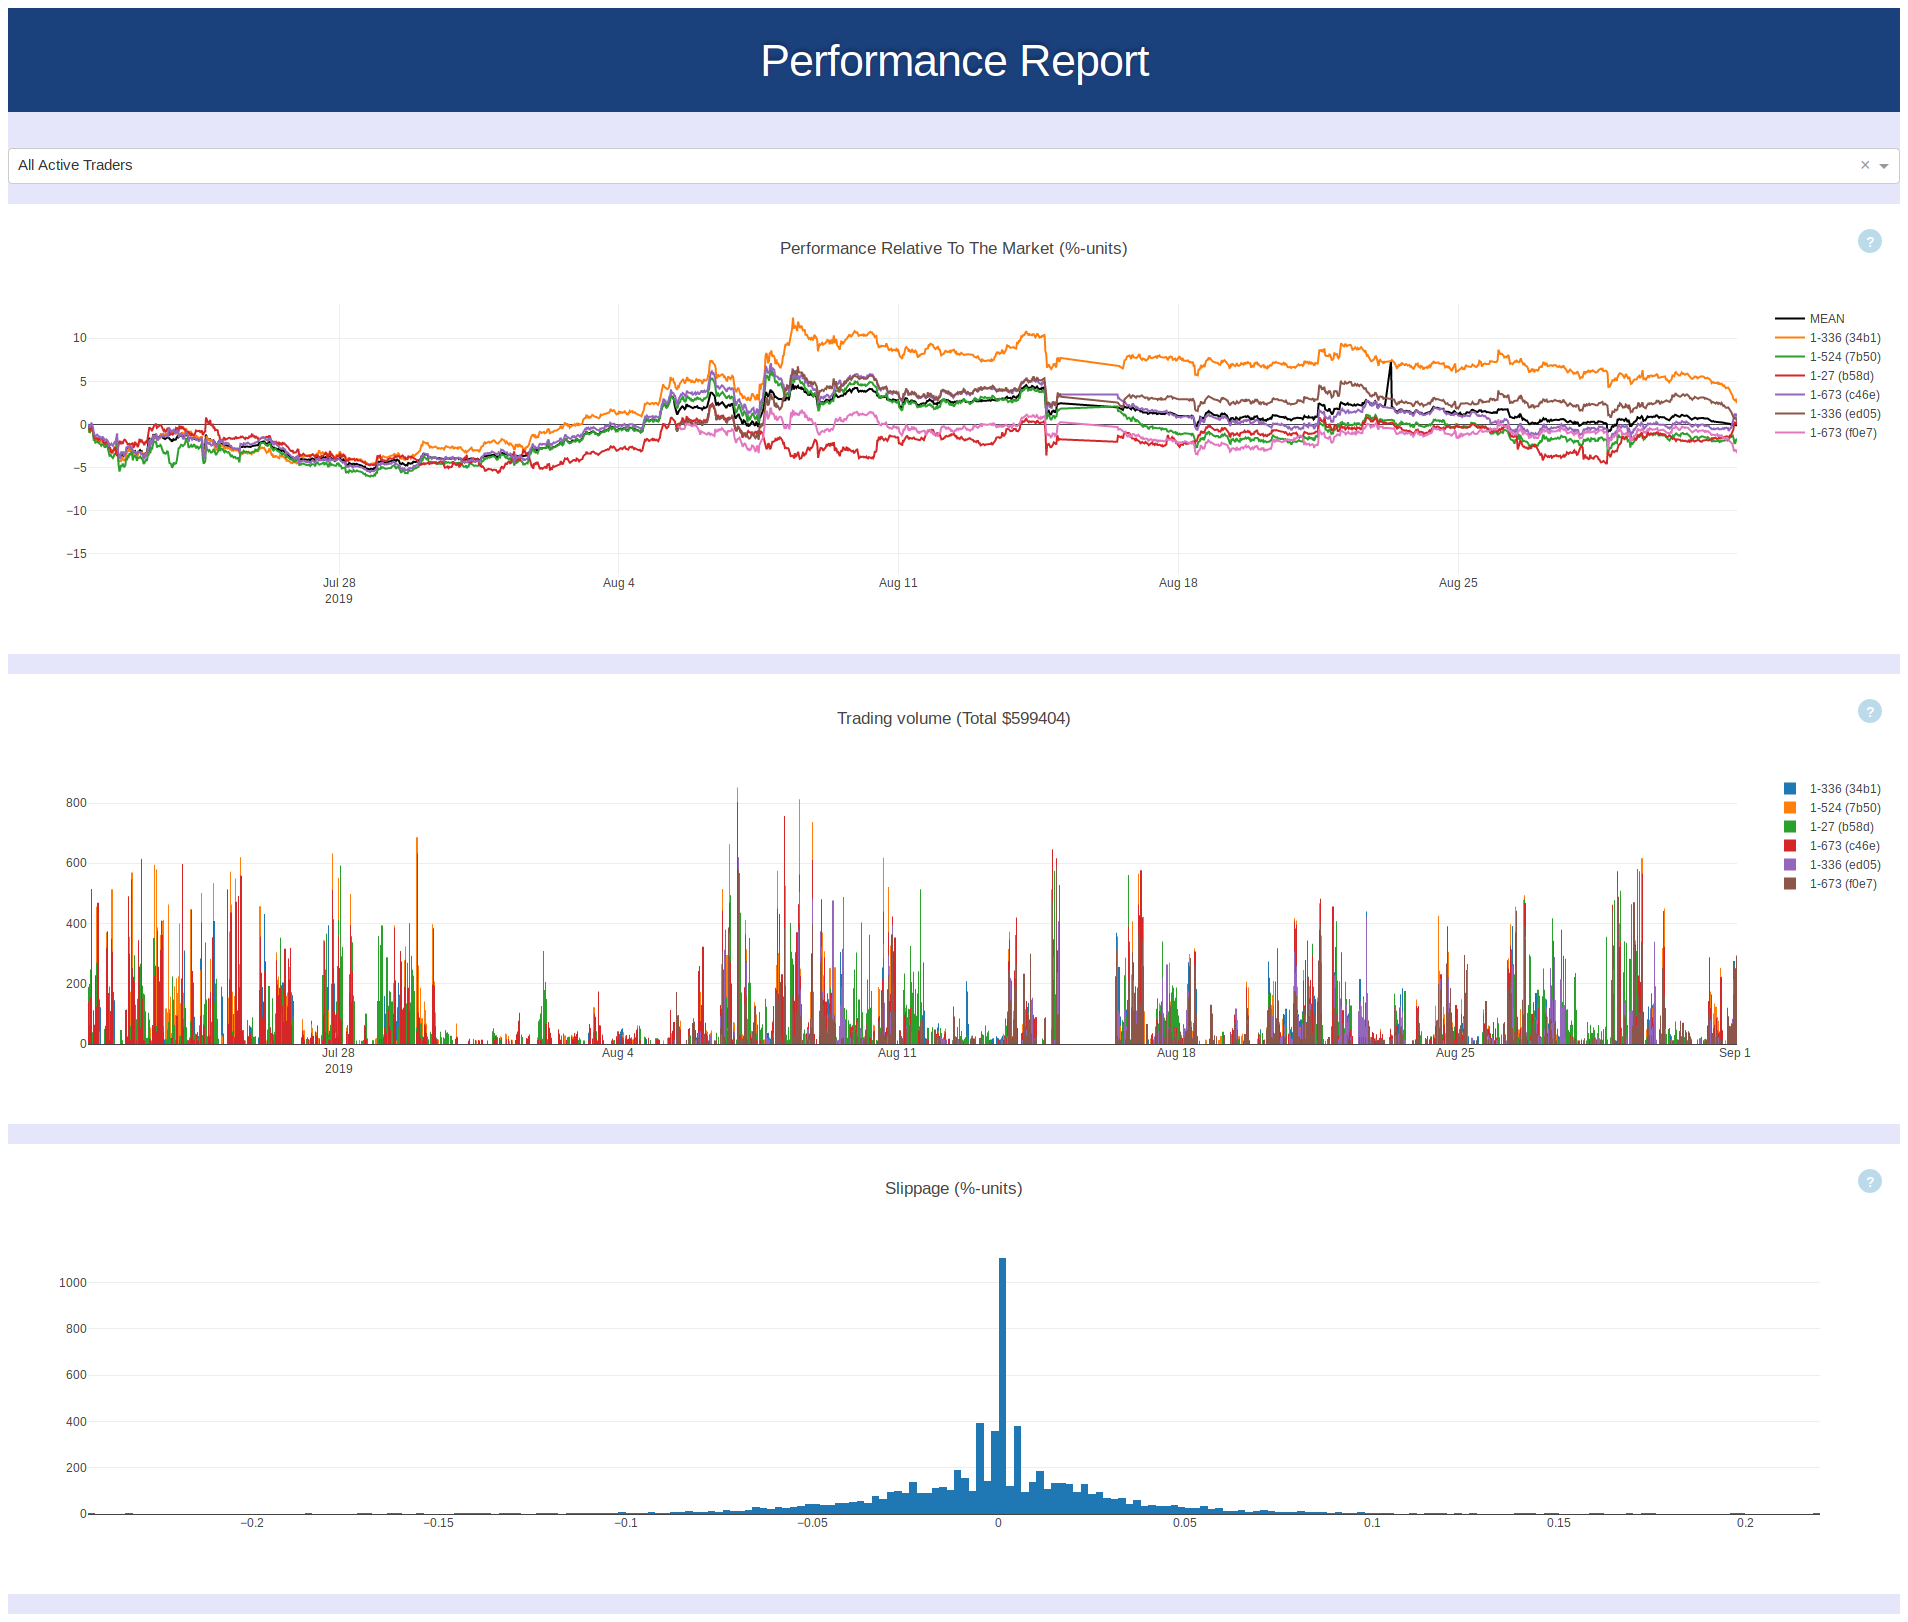 Performance Report
All Active Traders
× 
Performance Relative To The Market (%-units)
?
10
5
0
−5
−10
−15
Jul 28
2019
Aug 4
Aug 11
Aug 18
Aug 25
MEAN
1-336 (34b1)
1-524 (7b50)
1-27 (b58d)
1-673 (c46e)
1-336 (ed05)
1-673 (f0e7)
Trading volume (Total $599404)
?
800
600
400
200
0
Jul 28
2019
Aug 4
Aug 11
Aug 18
Aug 25
Sep 1
1-336 (34b1)
1-524 (7b50)
1-27 (b58d)
1-673 (c46e)
1-336 (ed05)
1-673 (f0e7)
Slippage (%-units)
?
1000
800
600
400
200
0
−0.2
−0.15
−0.1
−0.05
0
0.05
0.1
0.15
0.2